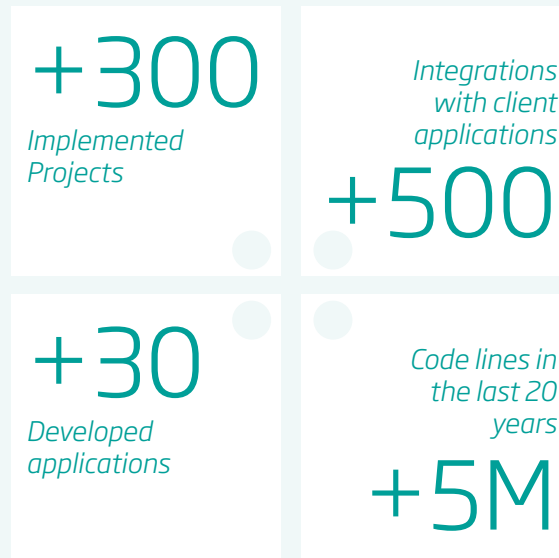 +300
Implemented
Projects
Integrations
with client
applications
+500
+30
Developed
applications
Code lines in
the last 20
years
+5M